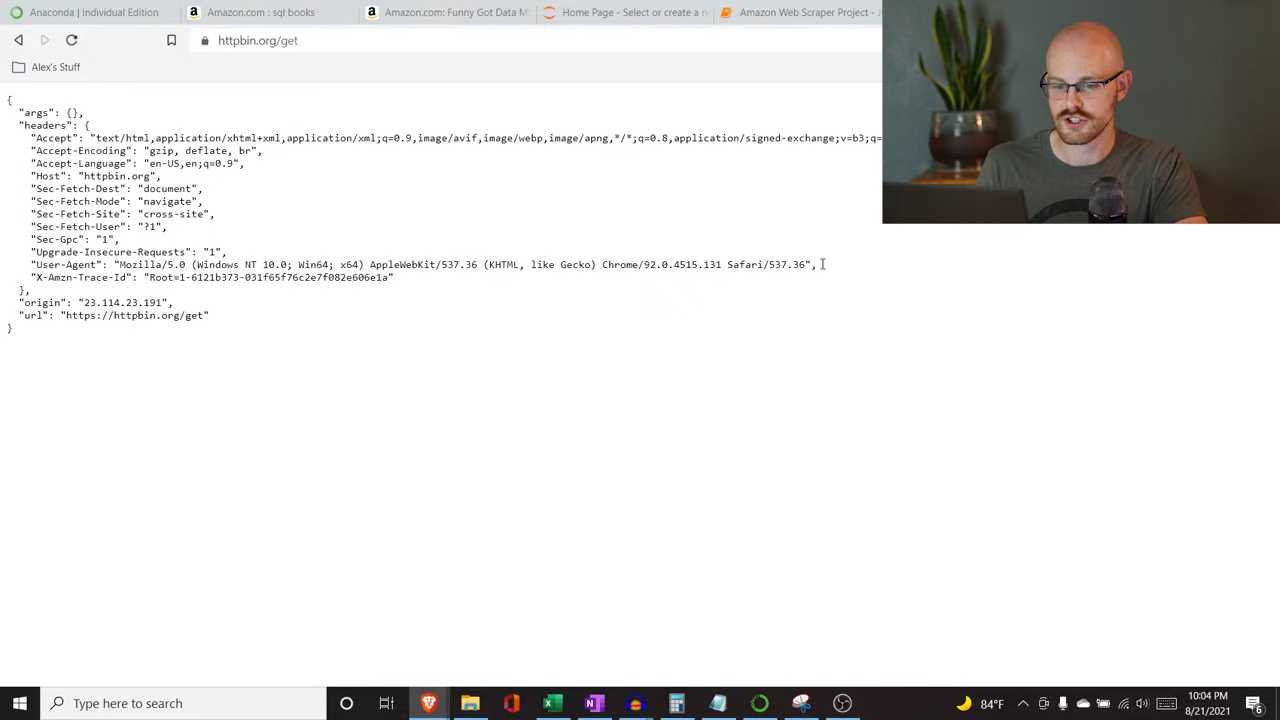 Anaconda | Individual Edition
Amazon.com : sql books
Amazon.com: Funny Got Data M
Home Page - Select or create a n
Amazon Web Scraper Project - J
httpbin.org/get
Alex's Stuff
{
"args": {},
"headers": {
"Accept": "text/html,application/xhtml+xml,application/xml;q=0.9,image/avif,image/webp,image/apng,*/*;q=0.8,application/signed-exchange;v=b3;q=
"Accept-Encoding": "gzip, deflate, br",
"Accept-Language": "en-US,en;q=0.9",
"Host": "httpbin.org",
"Sec-Fetch-Dest": "document",
"Sec-Fetch-Mode": "navigate",
"Sec-Fetch-Site": "cross-site",
"Sec-Fetch-User": "?1",
"Sec-Gpc": "1",
"Upgrade-Insecure-Requests": "1",
"User-Agent": "Mozilla/5.0 (Windows NT 10.0; Win64; x64) AppleWebKit/537.36 (KHTML, like Gecko) Chrome/92.0.4515.131 Safari/537.36",
"X-Amzn-Trace-Id": "Root=1-6121b373-031f65f76c2e7f082e606e1a"
},
"origin": "23.114.23.191",
"url": "https://httpbin.org/get"
}
Type here to search
84°F
10:04 PM
8/21/2021
6